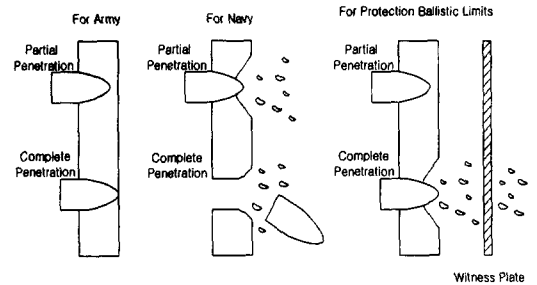 For Army
For Navy
For Protection Ballistic Limits
Partial
Penetration
Partial
Penetration
Partial
Penetration
Complete
Penetration
Complete
Penetration
Complete
Penetration
Witness Plate